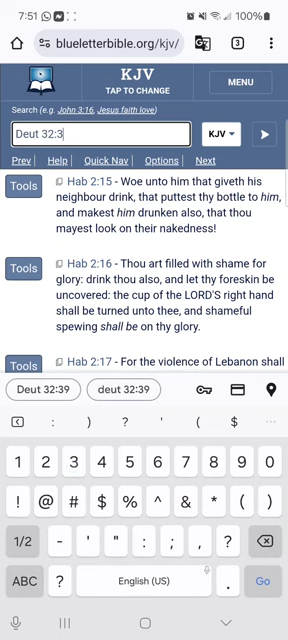 7:51
100%
blueletterbible.org/kjv/
3
KJV
TAP TO CHANGE
MENU
Search (e.g. John 3:16, Jesus faith love)
Deut 32:3
KJV
Prev | Help | Quick Nav | Options | Next
Tools
Hab 2:15 - Woe unto him that giveth his
neighbour drink, that puttest thy bottle to him,
and makest him drunken also, that thou
mayest look on their nakedness!
Tools
Hab 2:16 - Thou art filled with shame for
glory: drink thou also, and let thy foreskin be
uncovered: the cup of the LORD'S right hand
shall be turned unto thee, and shameful
spewing shall be on thy glory.
Tools
Hab 2:17 - For the violence of Lebanon shall
Deut 32:39
deut 32:39
: ) ? ' ( $ ...
1 2 3 4 5 6 7 8 9 0
! @ # $ % ^ & * ( )
1/2 - ' " : ; , ?
ABC ? English (US) . Go